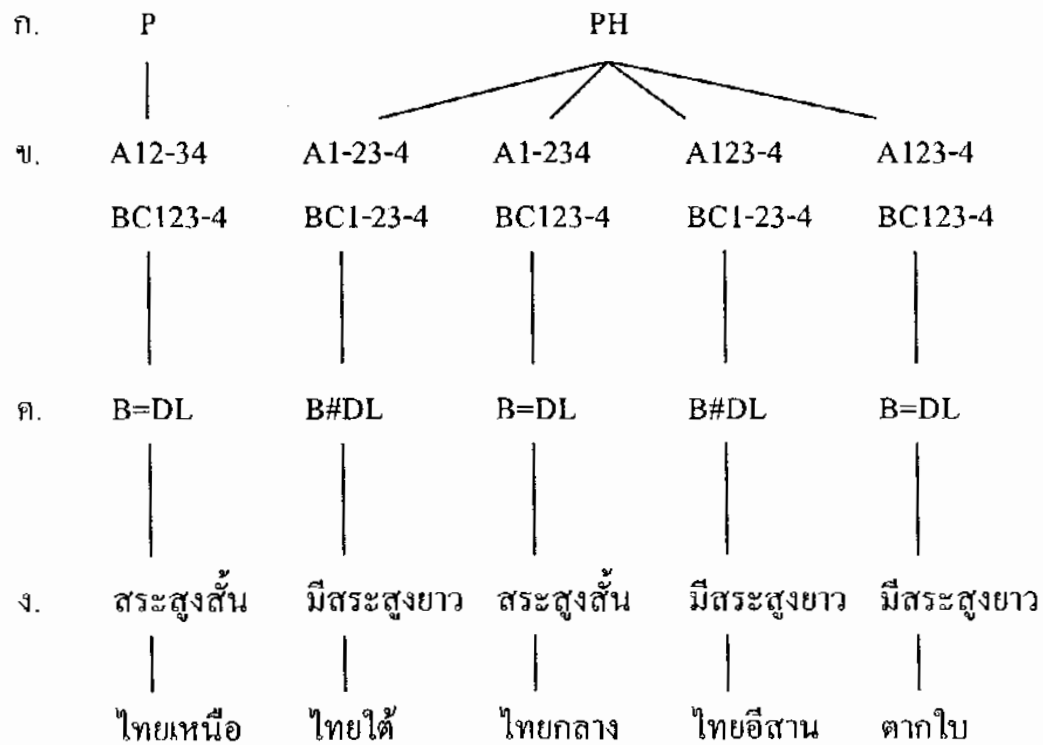 ก. P PH
ข. A12-34 A1-23-4 A1-234 A123-4 A123-4
BC123-4 BC1-23-4 BC123-4 BC1-23-4 BC123-4
ค. B=DL B#DL B=DL B#DL B=DL
ง. สระสูงสั้น มีสระสูงยาว สระสูงสั้น มีสระสูงยาว มีสระสูงยาว
ไทยเหนือ ไทยใต้ ไทยกลาง ไทยอีสาน ตากใบ